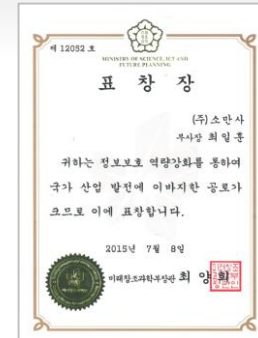 제 12052 호
MINISTRY OF SCIENCE, ICT AND
FUTURE PLANNING
표 창 장
(주)소만사
부사장 최일훈
귀하는 정보보호 역량강화를 통하여
국가 산업 발전에 이바지한 공로가
크므로 이에 표창합니다.
2015년 7월 8일
미래창조과학부장관 최 양 희